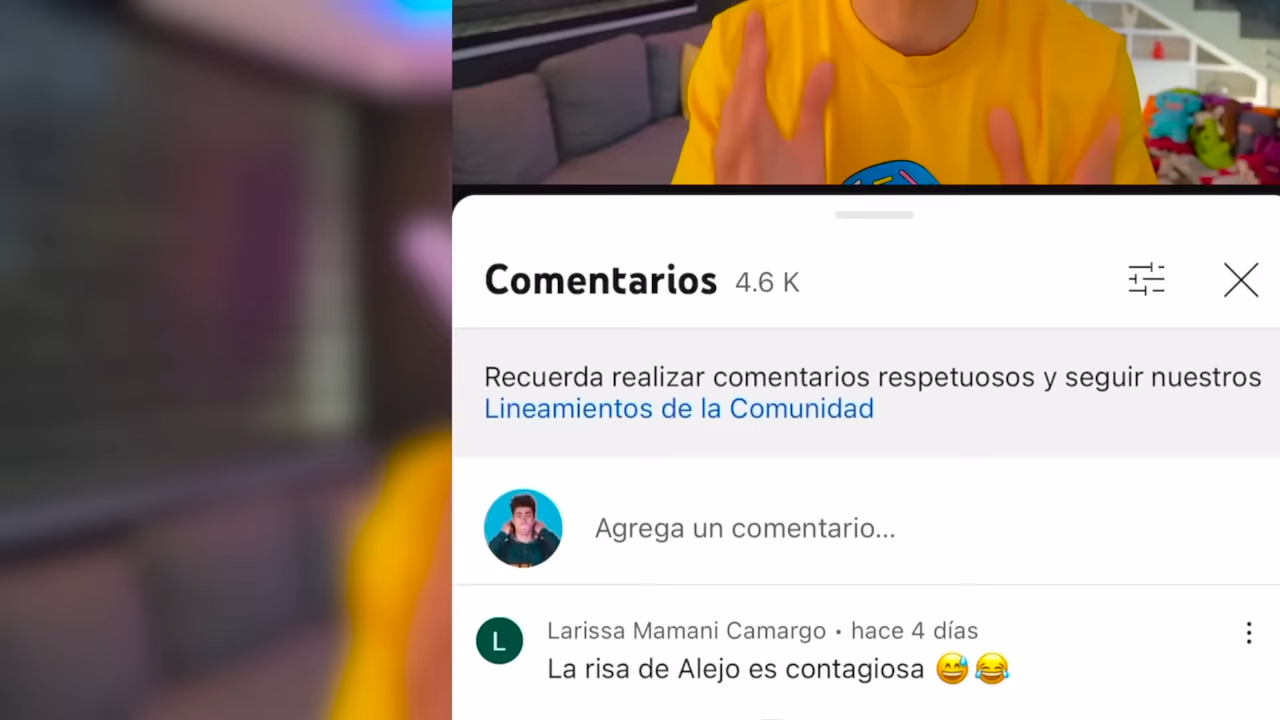 Comentarios 4.6 K
Recuerda realizar comentarios respetuosos y seguir nuestros
Lineamientos de la Comunidad
Agrega un comentario...
L
Larissa Mamani Camargo • hace 4 días
La risa de Alejo es contagiosa 😅😂